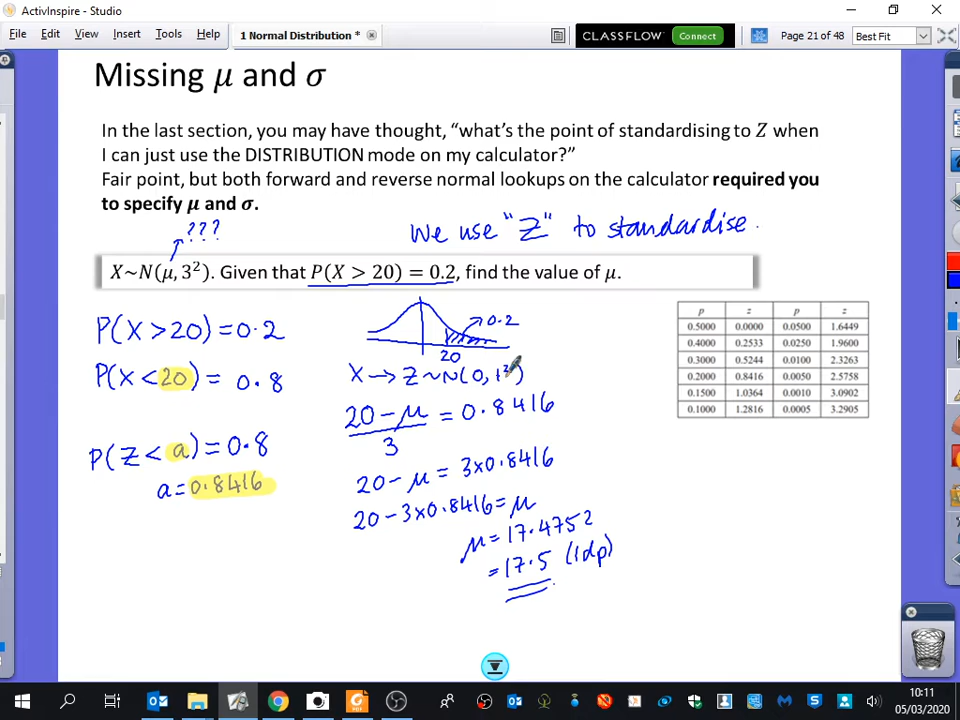 ActivInspire - Studio
File Edit View Insert Tools Help
1 Normal Distribution *
CLASSFLOW Connect
Page 21 of 48
Best Fit
Missing μ and σ
In the last section, you may have thought, “what’s the point of standardising to Z when
I can just use the DISTRIBUTION mode on my calculator?”
Fair point, but both forward and reverse normal lookups on the calculator required you
to specify μ and σ.
???
We use "Z" to standardise.
X~N(μ, 3²). Given that P(X > 20) = 0.2, find the value of μ.
P(X > 20) = 0.2
P(X < 20) = 0.8
P(Z < a) = 0.8
a = 0.8416
0.2
20
X → Z ~ N(0, 1²)
20 - μ / 3 = 0.8416
20 - μ = 3 x 0.8416
20 - 3 x 0.8416 = μ
μ = 17.4752
= 17.5 (1dp)
p z p z
0.5000 0.0000 0.0500 1.6449
0.4000 0.2533 0.0250 1.9600
0.3000 0.5244 0.0100 2.3263
0.2000 0.8416 0.0050 2.5758
0.1500 1.0364 0.0010 3.0902
0.1000 1.2816 0.0005 3.2905
10:11
05/03/2020